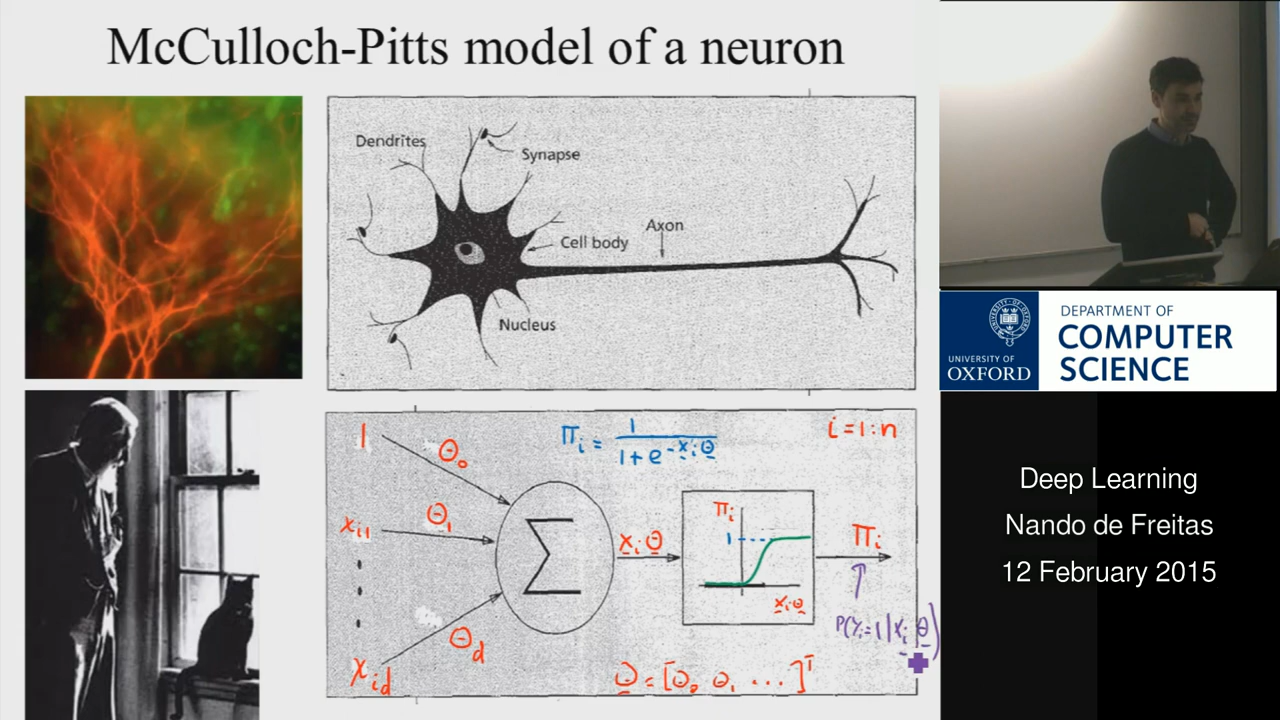 McCulloch-Pitts model of a neuron
Dendrites
Synapse
Axon
Cell body
Nucleus
1
θ₀
πᵢ = 1 / (1 + e^(-xᵢθ))
i = 1:n
xᵢ₁
θ₁
xᵢθ
πᵢ
1
xᵢθ
πᵢ
P(yᵢ=1|xᵢ θ)
xᵢd
θd
θ = [θ₀ θ₁ ...]ᵀ
UNIVERSITY OF
OXFORD
DEPARTMENT OF
COMPUTER
SCIENCE
Deep Learning
Nando de Freitas
12 February 2015